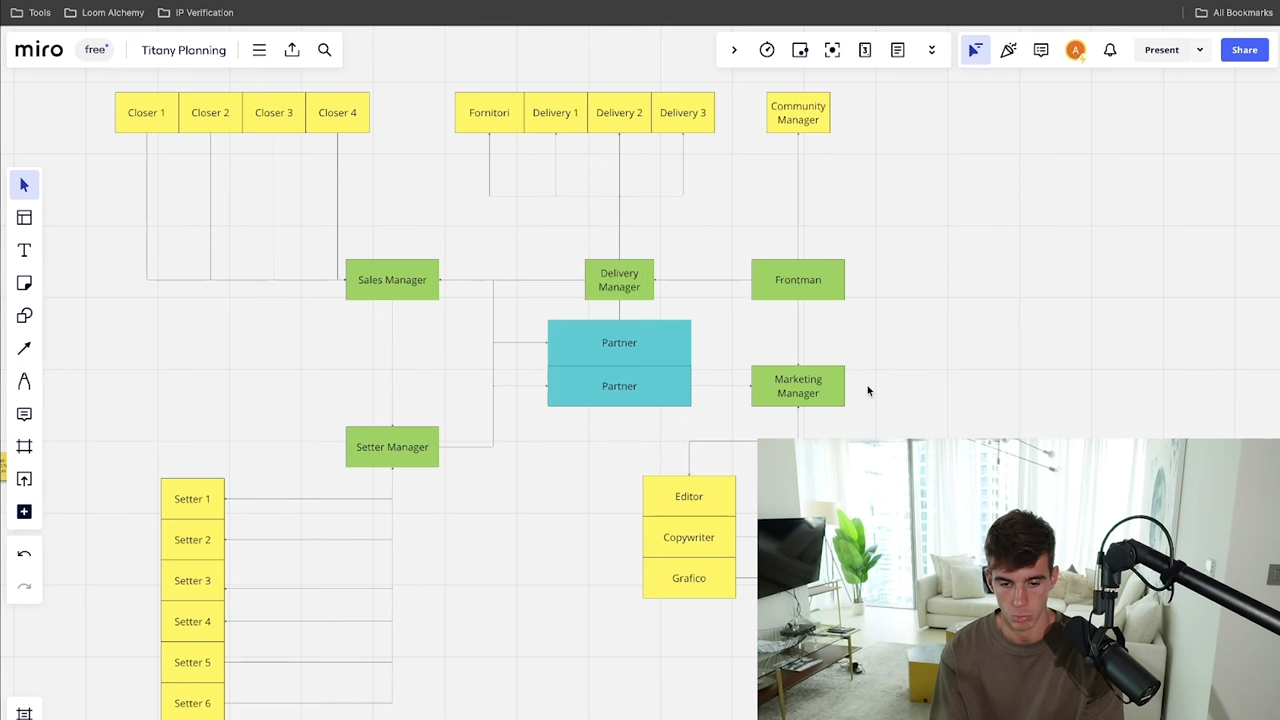 Tools
Loom Alchemy
IP Verification
All Bookmarks
miro
free
Titany Planning
3
A
Present
Share
Closer 1
Closer 2
Closer 3
Closer 4
Fornitori
Delivery 1
Delivery 2
Delivery 3
Community
Manager
Sales Manager
Delivery
Manager
Frontman
Partner
Partner
Marketing
Manager
Setter Manager
Setter 1
Setter 2
Setter 3
Setter 4
Setter 5
Setter 6
Editor
Copywriter
Grafico